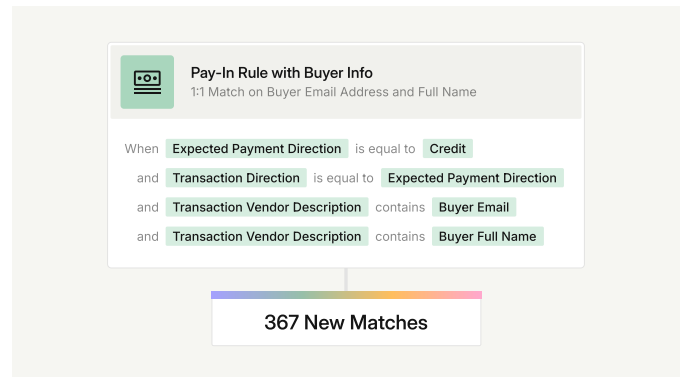 Pay-In Rule with Buyer Info
1:1 Match on Buyer Email Address and Full Name
When Expected Payment Direction is equal to Credit
and Transaction Direction is equal to Expected Payment Direction
and Transaction Vendor Description contains Buyer Email
and Transaction Vendor Description contains Buyer Full Name
367 New Matches